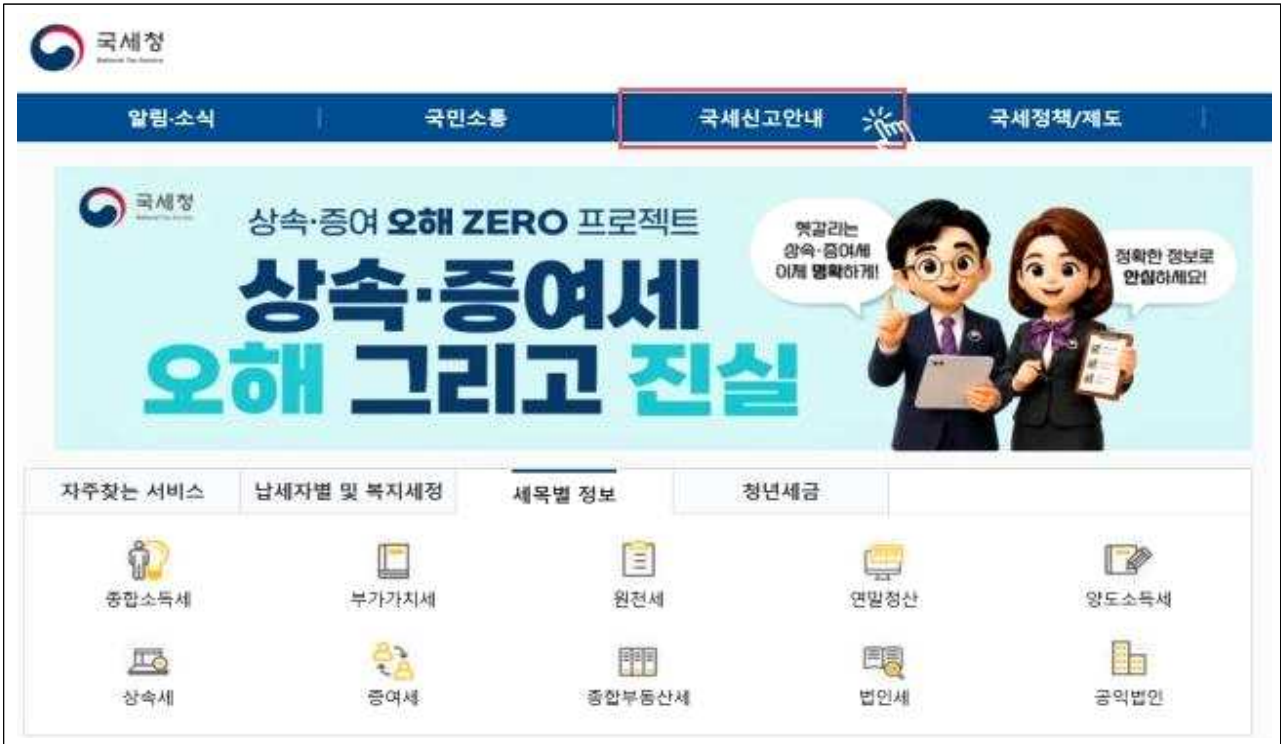 국세청
National Tax Service
알림·소식
국민소통
국세신고안내
국세정책/제도
국세청
National Tax Service
상속·증여 오해 ZERO 프로젝트
상속·증여세
오해 그리고 진실
헷갈리는
상속·증여세
이제 명확하게!
정확한 정보로
안심하세요!
자주찾는 서비스
납세자별 및 복지세정
세목별 정보
청년세금
종합소득세
부가가치세
원천세
연말정산
양도소득세
상속세
증여세
종합부동산세
법인세
공익법인